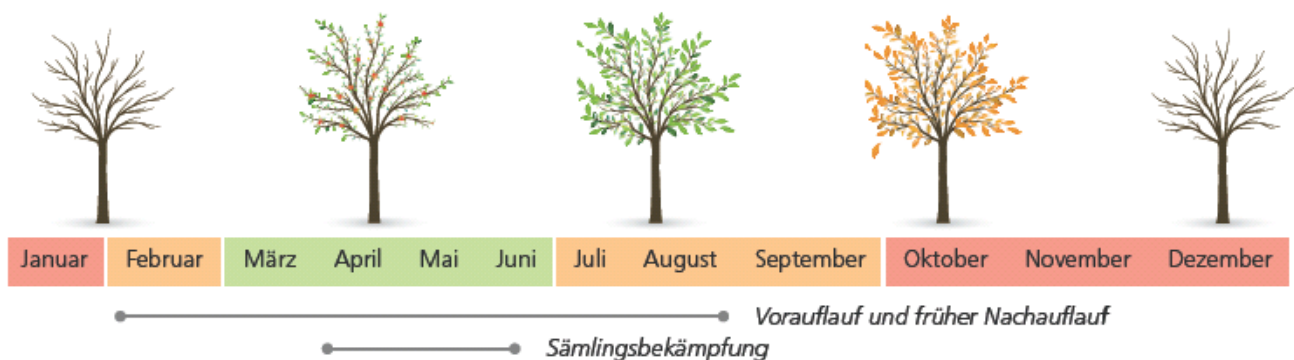 Januar Februar März April Mai Juni Juli August September Oktober November Dezember
Vorauflauf und früher Nachauflauf
Sämlingsbekämpfung